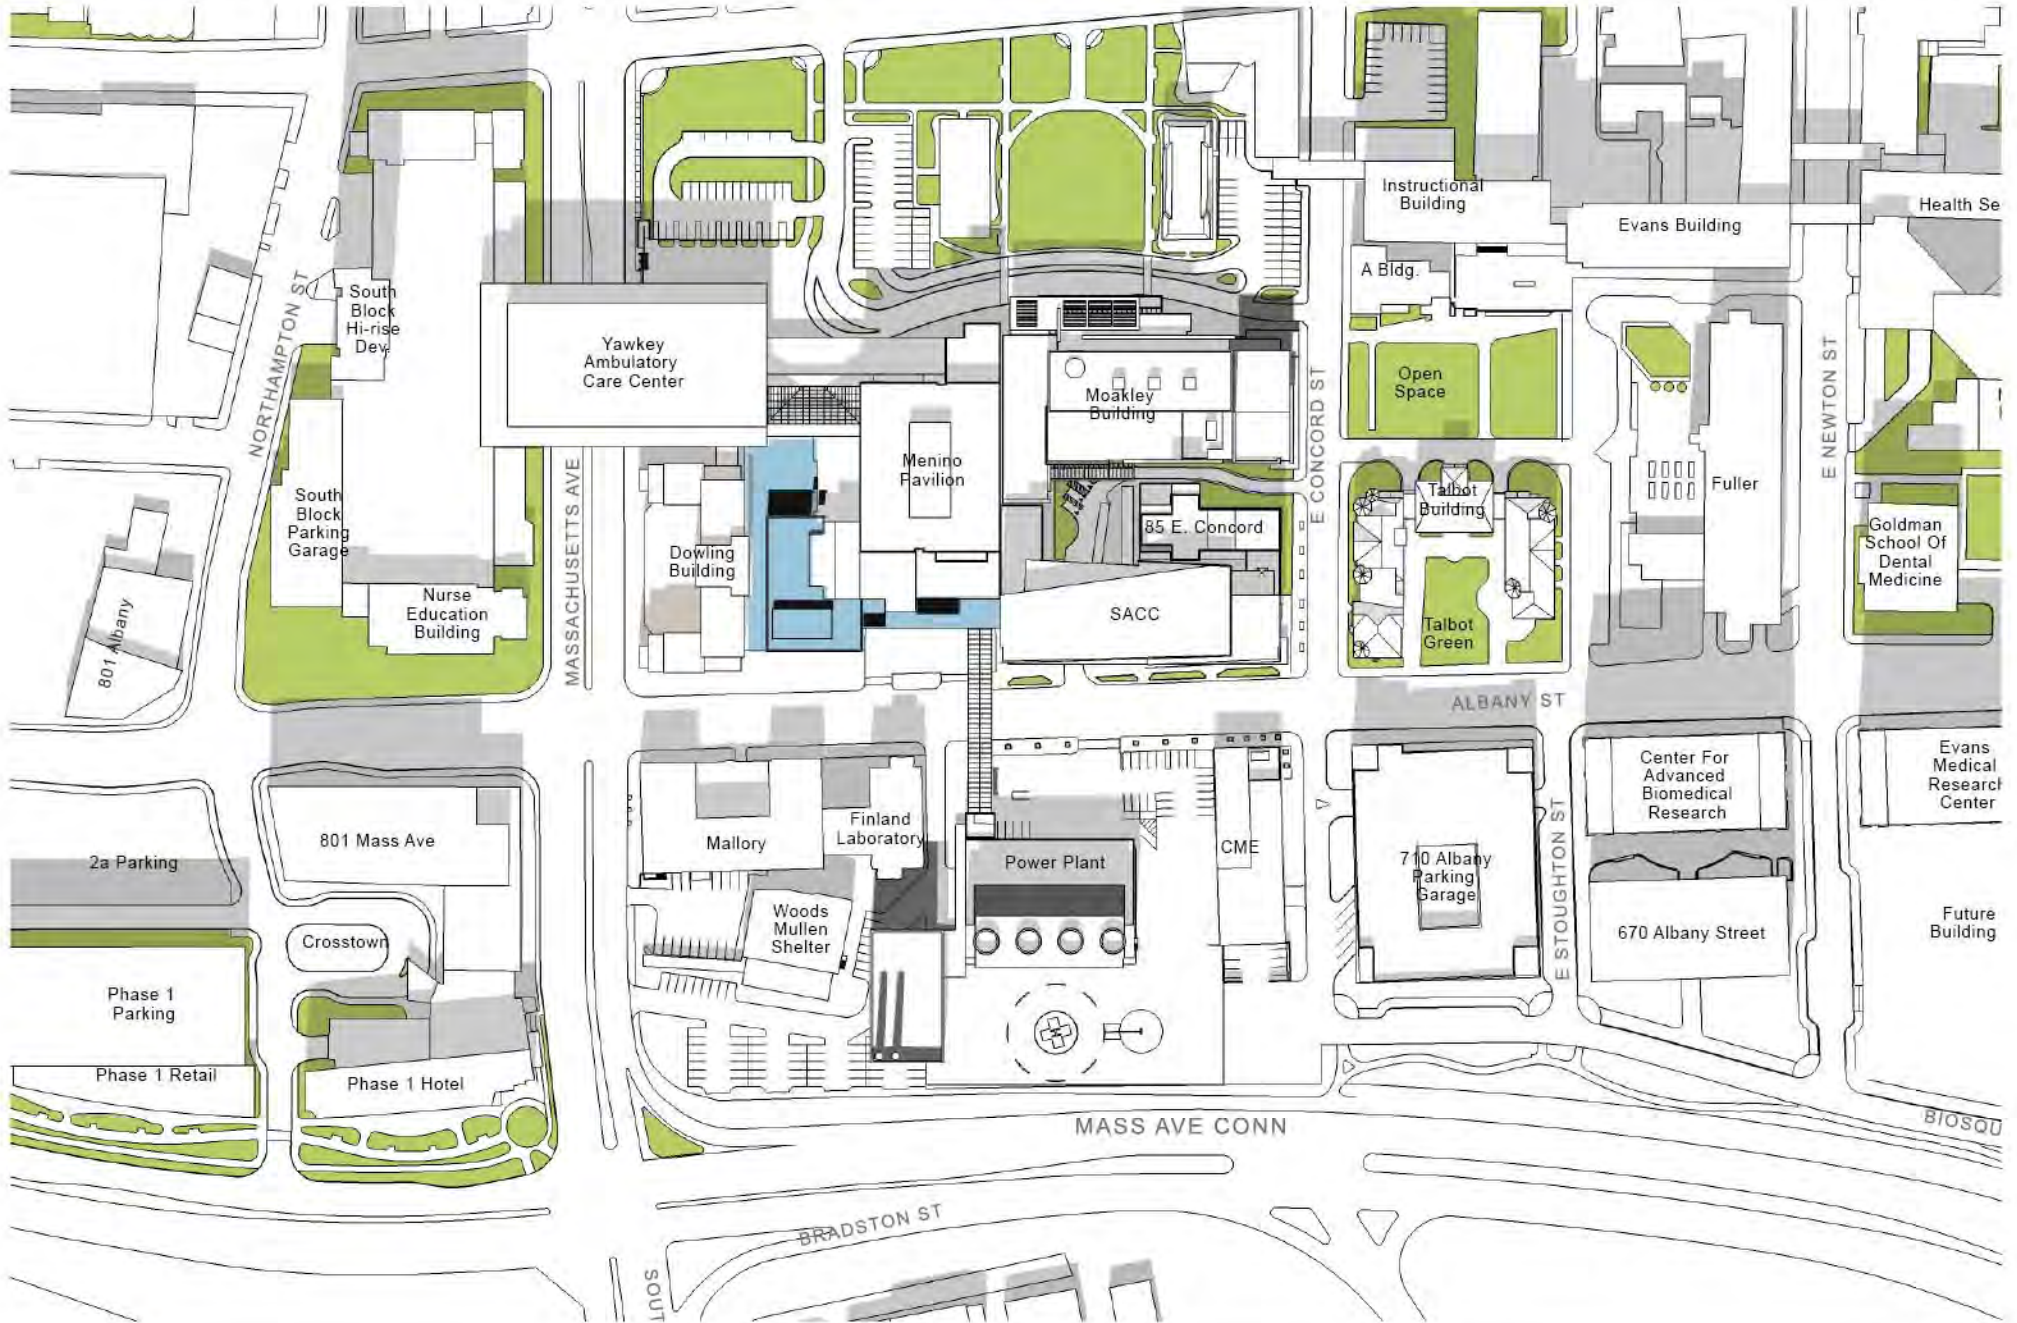 Instructional
Building
Evans Building
Health Se
A Bldg.
South
Block
Hi-rise
Dev.
Yawkey
Ambulatory
Care Center
NORTHAMPTON ST
Moakley
Building
Open
Space
E CONCORD ST
E NEWTON ST
Menino
Pavilion
MASSACHUSETTS AVE
South
Block
Parking
Garage
Talbot
Building
Fuller
85 E. Concord
Goldman
School Of
Dental
Medicine
Dowling
Building
Nurse
Education
Building
801 Albany
SACC
Talbot
Green
ALBANY ST
Center For
Advanced
Biomedical
Research
Evans
Medical
Research
Center
801 Mass Ave
Mallory
Finland
Laboratory
2a Parking
Power Plant
CME
710 Albany
Parking
Garage
E STOUGHTON ST
Woods
Mullen
Shelter
Crosstown
670 Albany Street
Future
Building
Phase 1
Parking
Phase 1 Retail
Phase 1 Hotel
MASS AVE CONN
BIOSQU
BRADSTON ST
SOUT